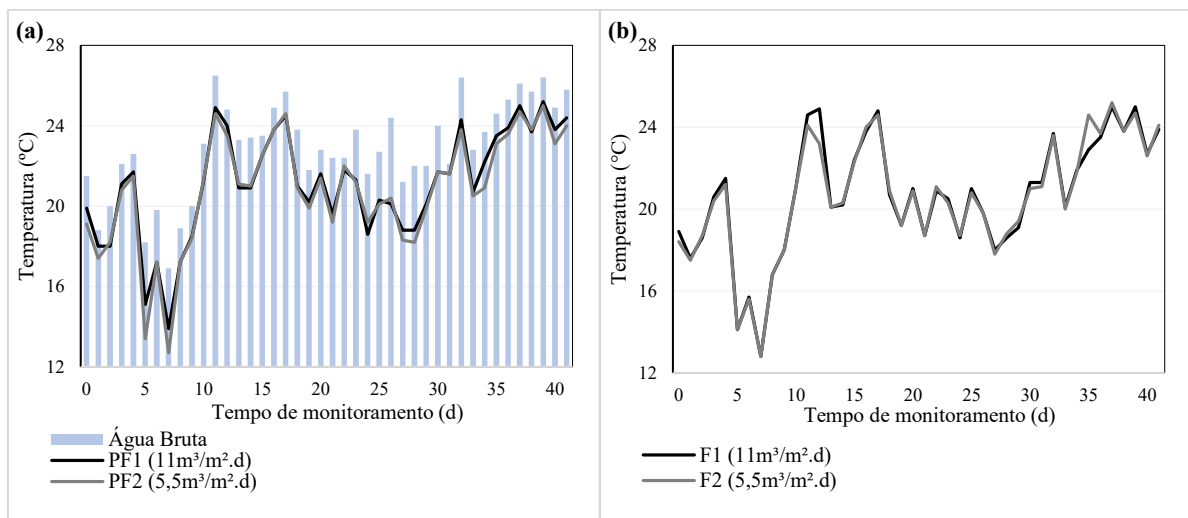 (a)
28
24
20
16
12
Temperatura (ºC)
0 5 10 15 20 25 30 35 40
Tempo de monitoramento (d)
Água Bruta
PF1 (11m³/m².d)
PF2 (5,5m³/m².d)
(b)
28
24
20
16
12
Temperatura (°C)
0 5 10 15 20 25 30 35 40
Tempo de monitoramento (d)
F1 (11m³/m².d)
F2 (5,5m³/m².d)